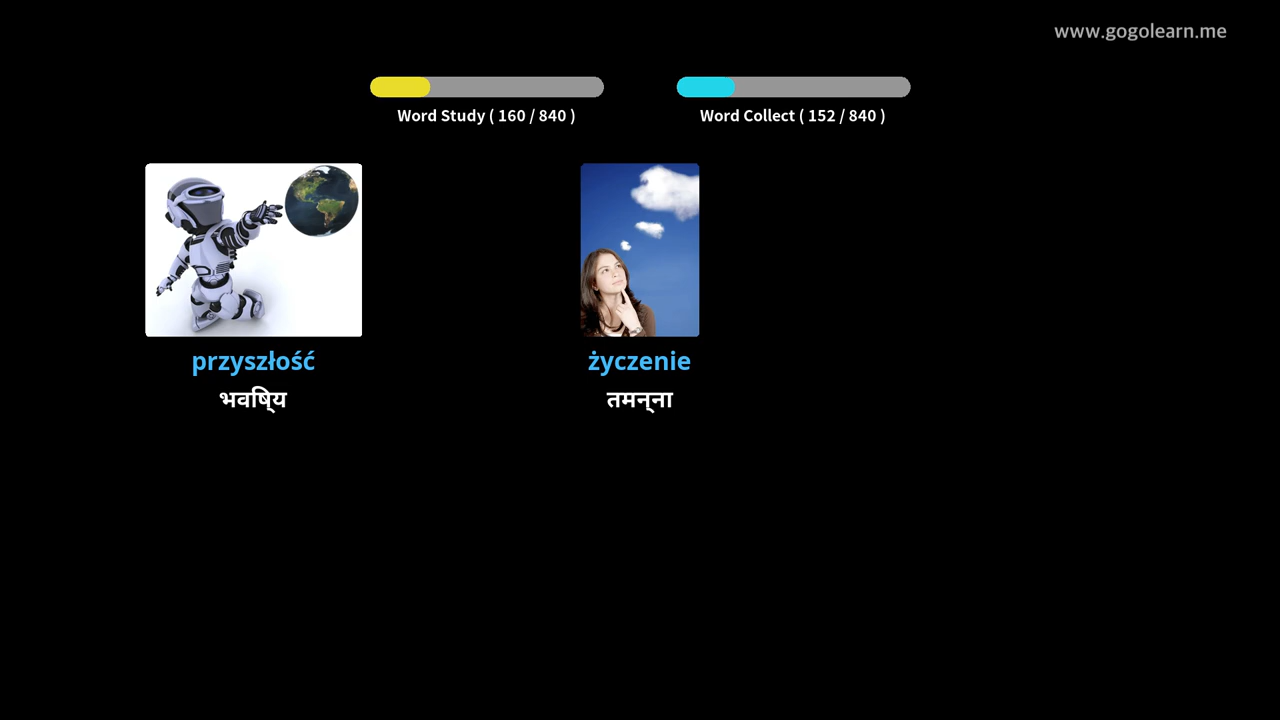 www.gogolearn.me
Word Study ( 160 / 840 )
Word Collect ( 152 / 840 )
przyszłość
życzenie
भविष्य
तमन्ना